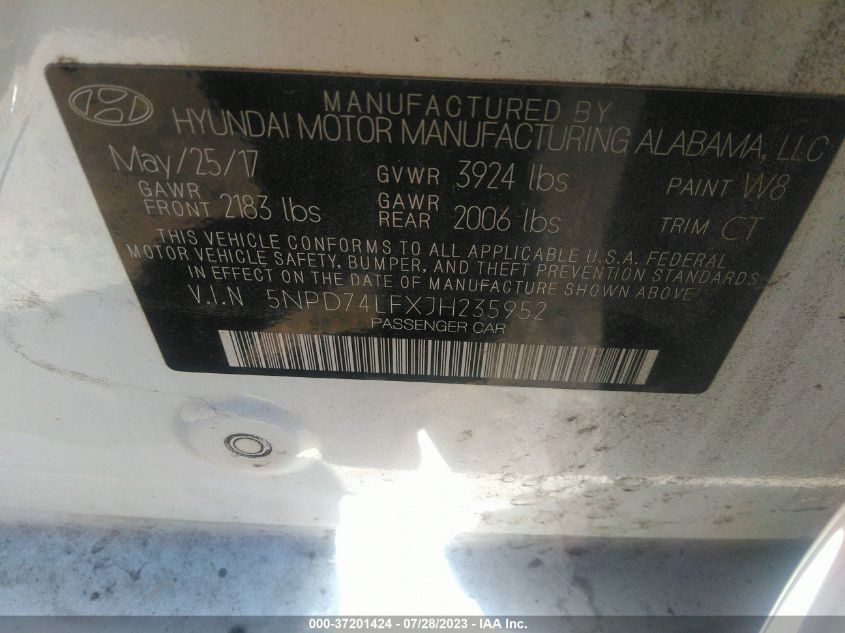 MANUFACTURED BY
HYUNDAI MOTOR MANUFACTURING ALABAMA, LLC
May/25/17 GVWR 3924 lbs PAINT W8
GAWR FRONT 2183 lbs GAWR REAR 2006 lbs TRIM CT
THIS VEHICLE CONFORMS TO ALL APPLICABLE U.S.A. FEDERAL
MOTOR VEHICLE SAFETY, BUMPER, AND THEFT PREVENTION STANDARDS
IN EFFECT ON THE DATE OF MANUFACTURE SHOWN ABOVE
V.I.N 5NPD74LFXJH235952
PASSENGER CAR
000-37201424 - 07/28/2023 - IAA Inc.